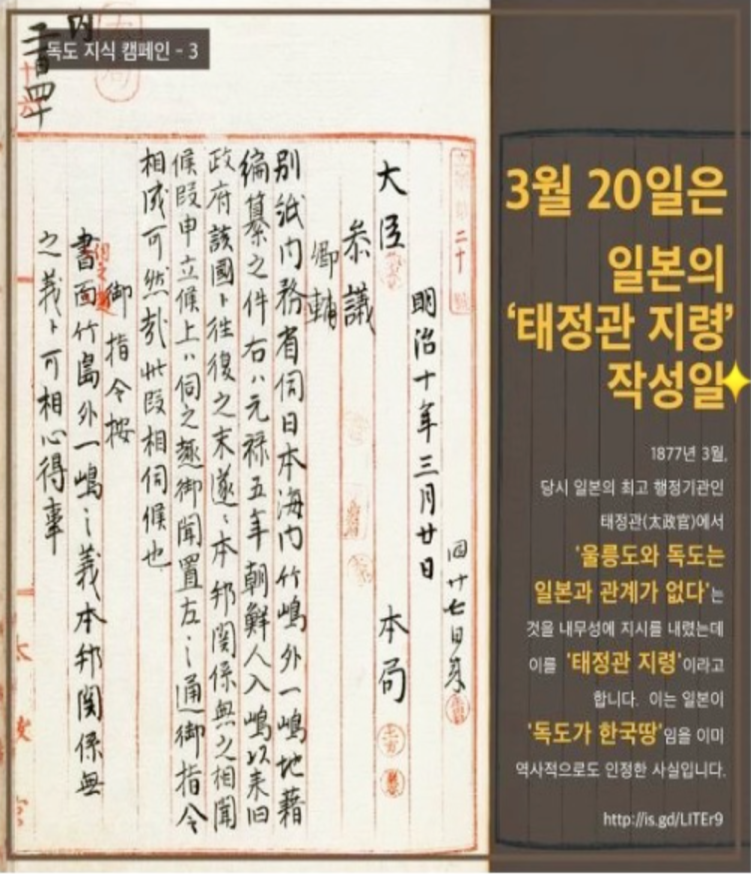 독도 지식 캠페인 - 3
3월 20일은
일본의
‘태정관 지령’
작성일
1877년 3월,
당시 일본의 최고 행정기관인
태정관(太政官)에서
'울릉도와 독도는
일본과 관계가 없다'는
것을 내무성에 지시를 내렸는데
이를 '태정관 지령'이라고
합니다. 이는 일본이
'독도가 한국땅'임을 이미
역사적으로도 인정한 사실입니다.
http://is.gd/LITEr9
廿七日
明治十年三月廿日
大臣 本局
参議
卿輔
別紙内務省伺日本海内竹嶋外一嶋地籍
編纂之件右ハ元禄五年朝鮮人入嶋以来旧
政府該國ト往復之末遂ニ本邦関係無之相聞
候段申立候上ハ伺之趣御聞置左ニ通御指令
相成可然哉此段相伺候也
御指令按
書面竹島外一嶋之義本邦関係無
之義ト可相心得事